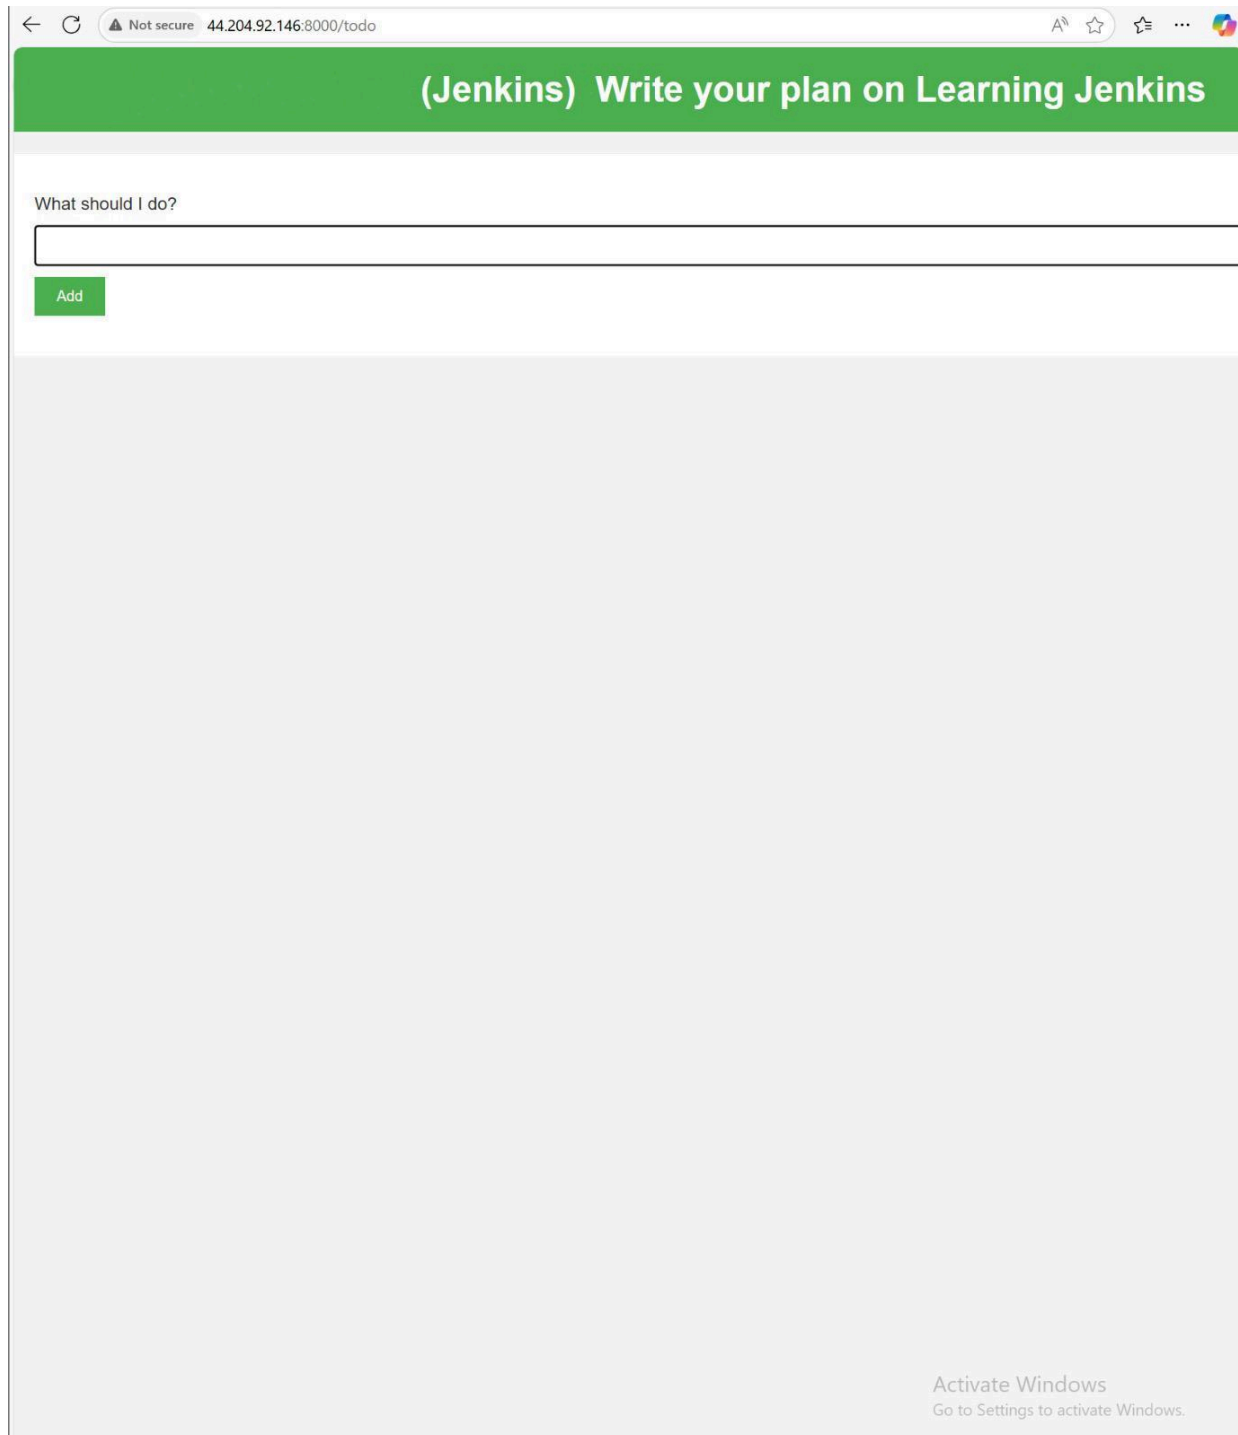 Not secure 44.204.92.146:8000/todo
(Jenkins) Write your plan on Learning Jenkins
What should I do?
Add
Activate Windows
Go to Settings to activate Windows.